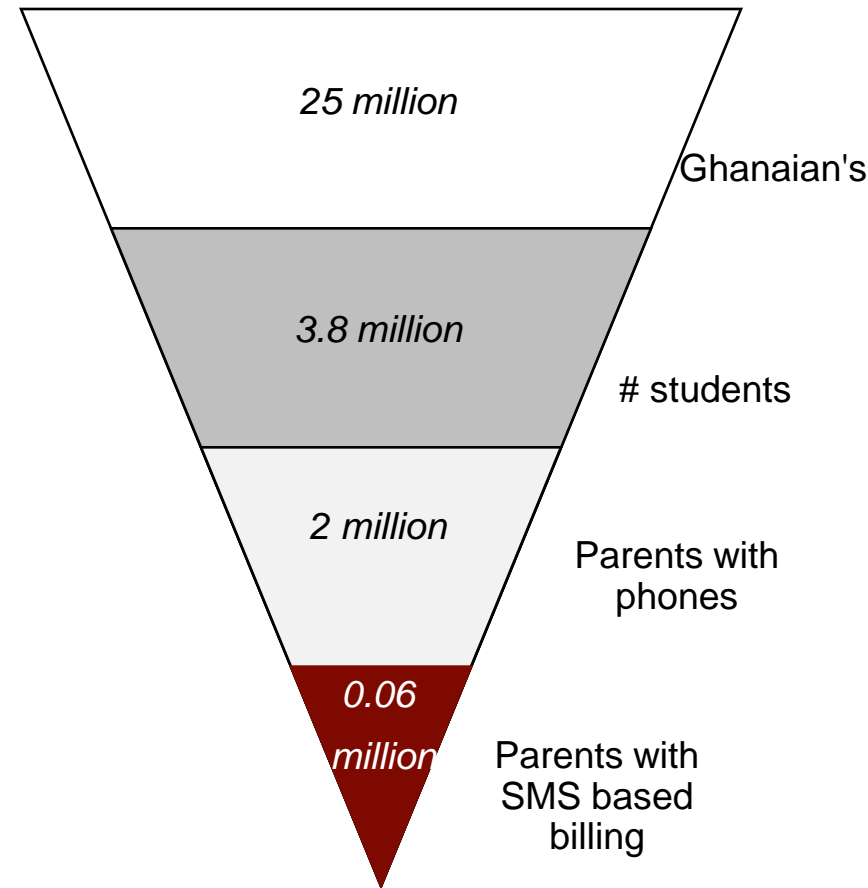 25 million
Ghanaian's
3.8 million
# students
2 million
Parents with
phones
0.06
million
Parents with
SMS based
billing